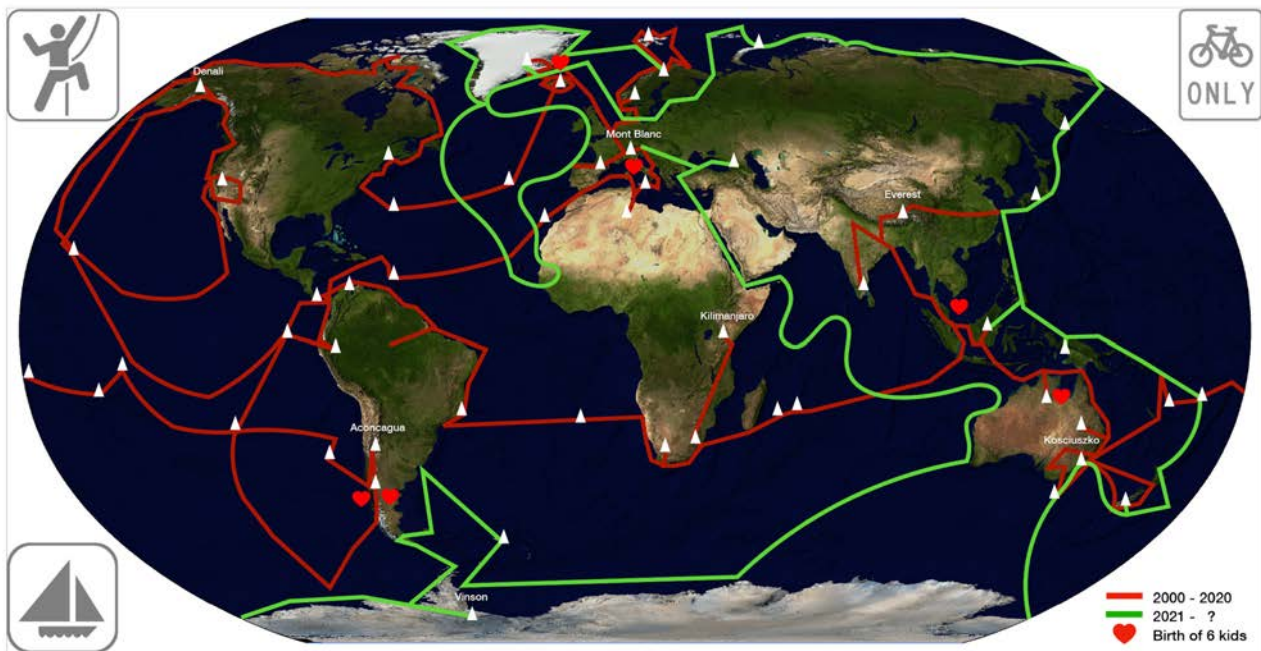 Denali
ONLY
Mont Blanc
Everest
Kilimanjaro
Aconcagua
Kosciuszko
Vinson
2000 - 2020
2021 - ?
Birth of 6 kids